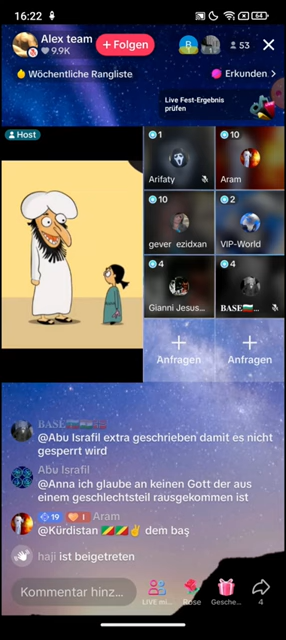 16:22
64
Alex team
9.9K
+ Folgen
53
Wöchentliche Rangliste
Erkunden >
Live Fest-Ergebnis
prüfen
Host
1
Arifaty
10
Aram
10
gever ezidxan
2
VIP-World
4
Gianni Jesus...
4
BASE...
+
Anfragen
+
Anfragen
BASE
@Abu Israfil extra geschrieben damit es nicht
gesperrt wird
Abu Israfil
@Anna ich glaube an keinen Gott der aus
einem geschlechtsteil rausgekommen ist
19 1 Aram
@Kürdistan dem baş
haji ist beigetreten
Kommentar hinz...
LIVE mi...
Rose
Gesche...
4